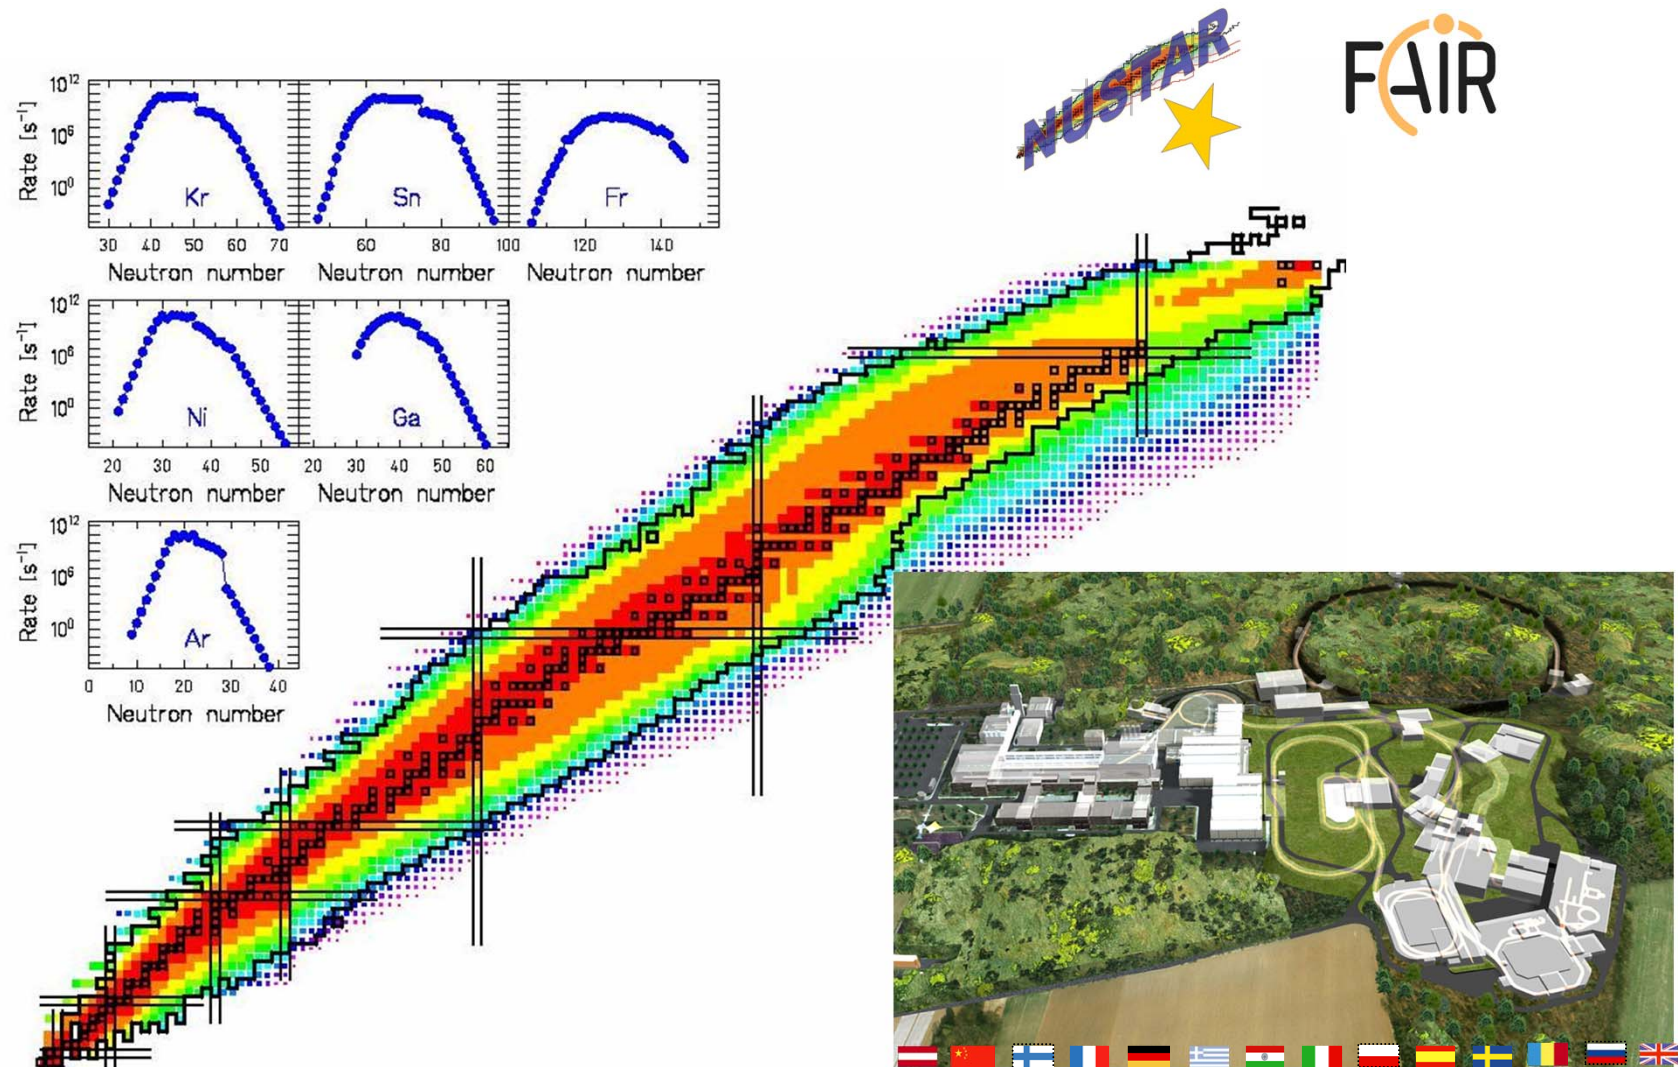 NUSTAR
FAIR
10¹²
10⁶
10⁰
Rate [s⁻¹]
Kr
Sn
Fr
30 40 50 60 70
60 80 100
120 140
Neutron number
Neutron number
Neutron number
10¹²
10⁶
10⁰
Rate [s⁻¹]
Ni
Ga
20 30 40 50
20 30 40 50 60
Neutron number
Neutron number
10¹²
10⁶
10⁰
Rate [s⁻¹]
Ar
0 10 20 30 40
Neutron number